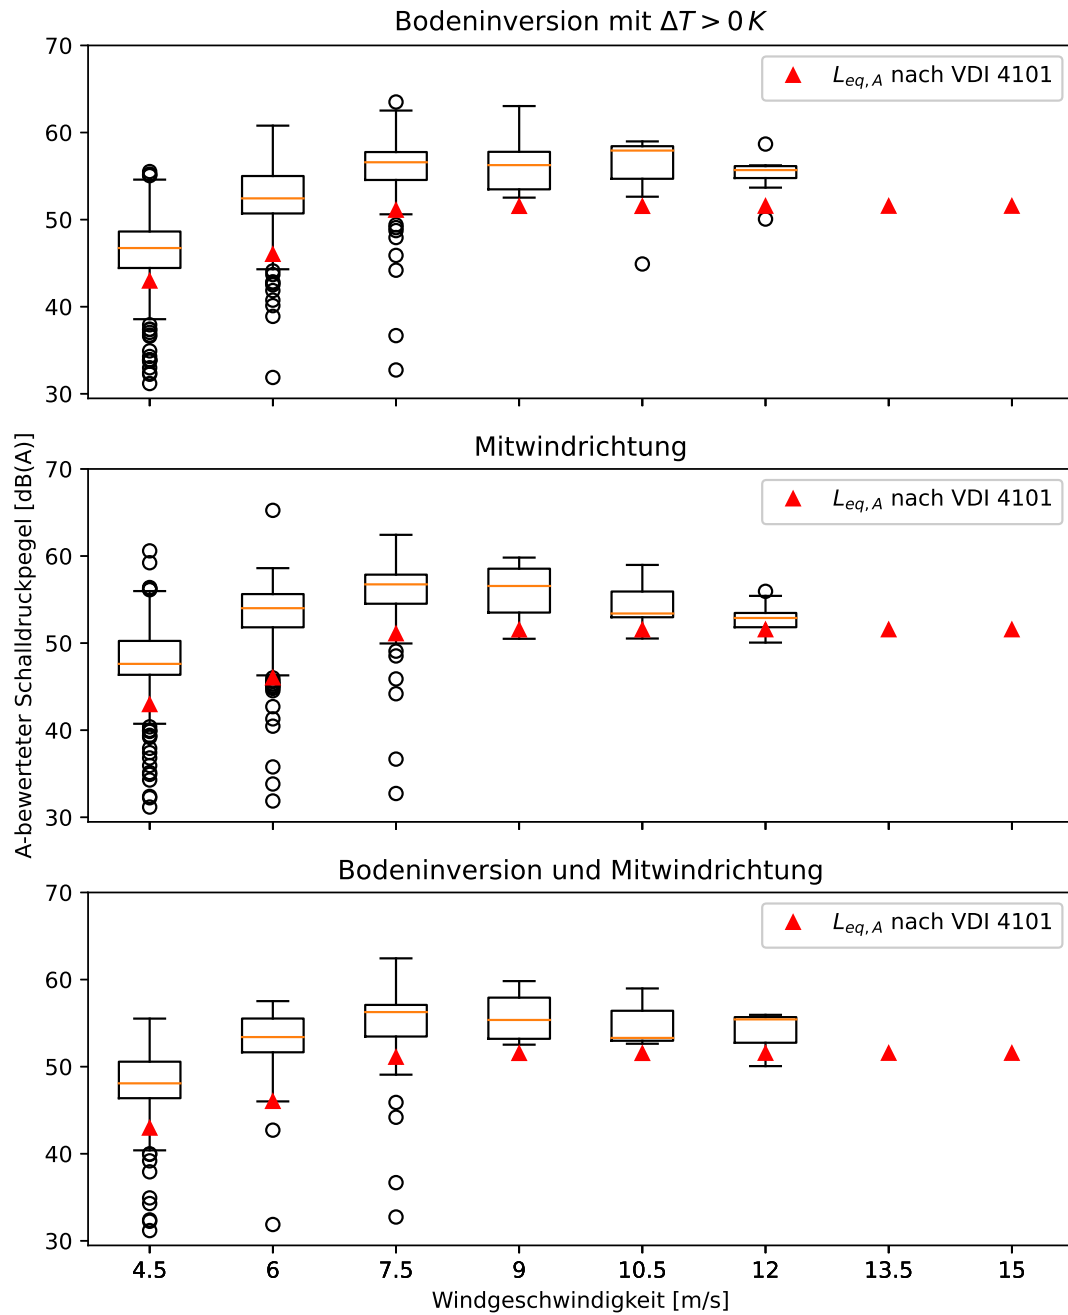 Bodeninversion mit ΔT > 0 K
70
60
50
40
30
L_eq,A nach VDI 4101
Mitwindrichtung
70
60
50
40
30
L_eq,A nach VDI 4101
A-bewerteter Schalldruckpegel [dB(A)]
Bodeninversion und Mitwindrichtung
70
60
50
40
30
L_eq,A nach VDI 4101
4.5 6 7.5 9 10.5 12 13.5 15
Windgeschwindigkeit [m/s]